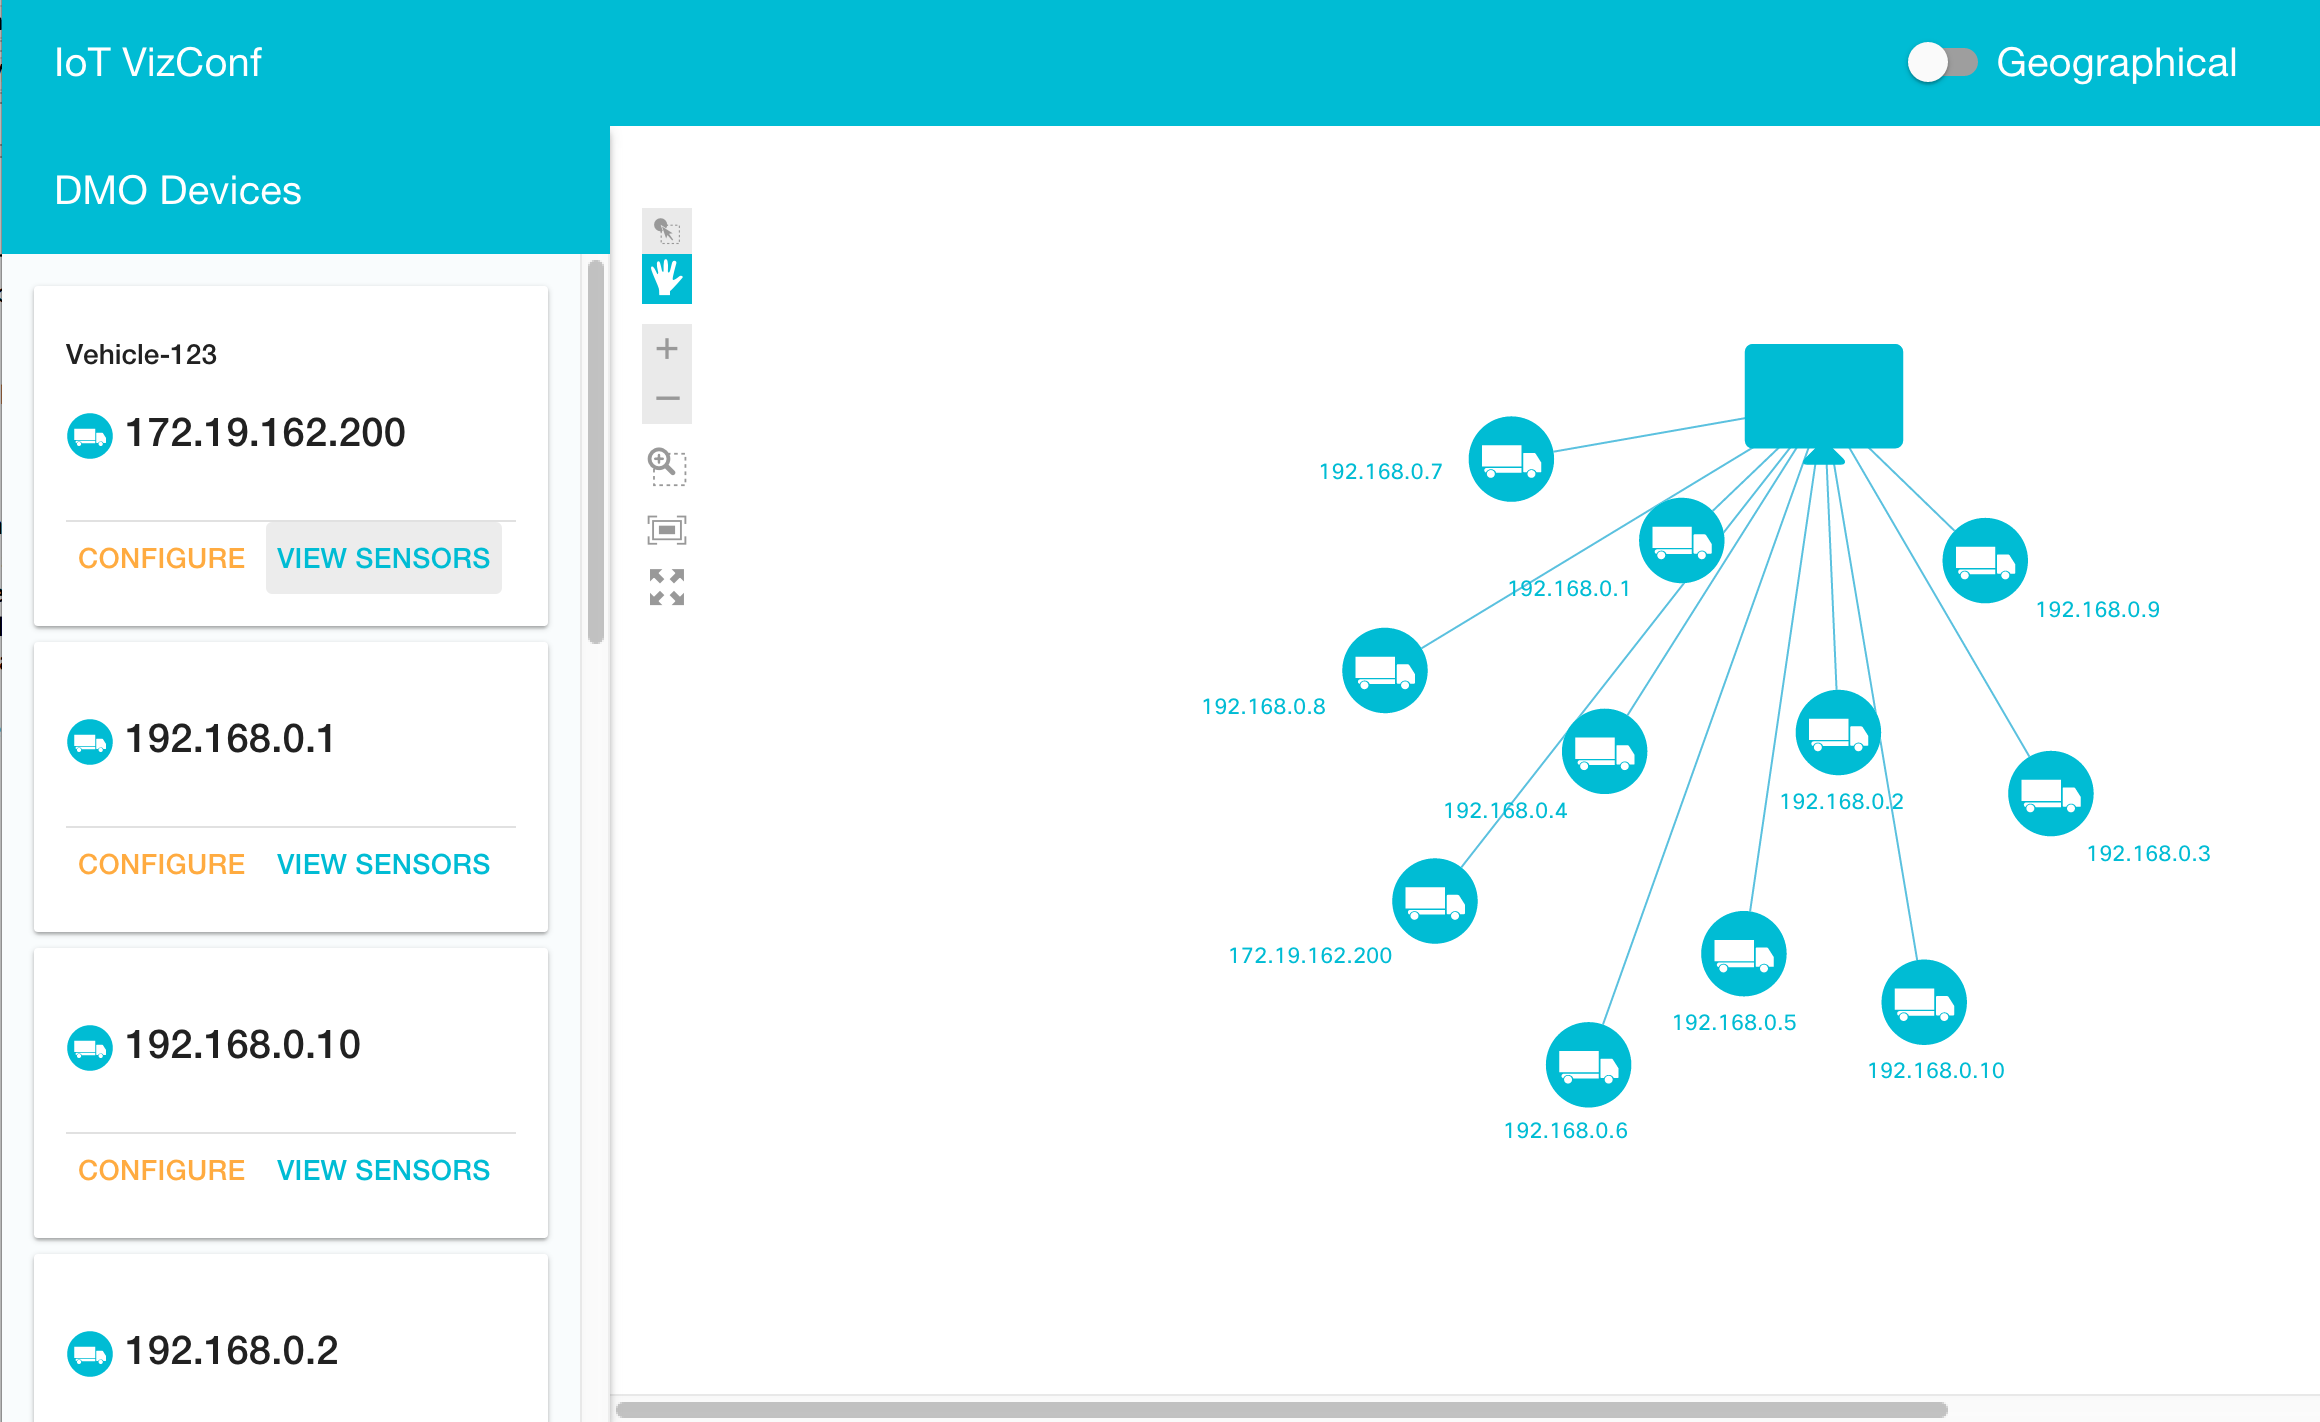 IoT VizConf
Geographical
DMO Devices
Vehicle-123
172.19.162.200
CONFIGURE VIEW SENSORS
192.168.0.1
CONFIGURE VIEW SENSORS
192.168.0.10
CONFIGURE VIEW SENSORS
192.168.0.2
192.168.0.7
192.168.0.1
192.168.0.9
192.168.0.8
192.168.0.4
192.168.0.2
192.168.0.3
172.19.162.200
192.168.0.5
192.168.0.10
192.168.0.6